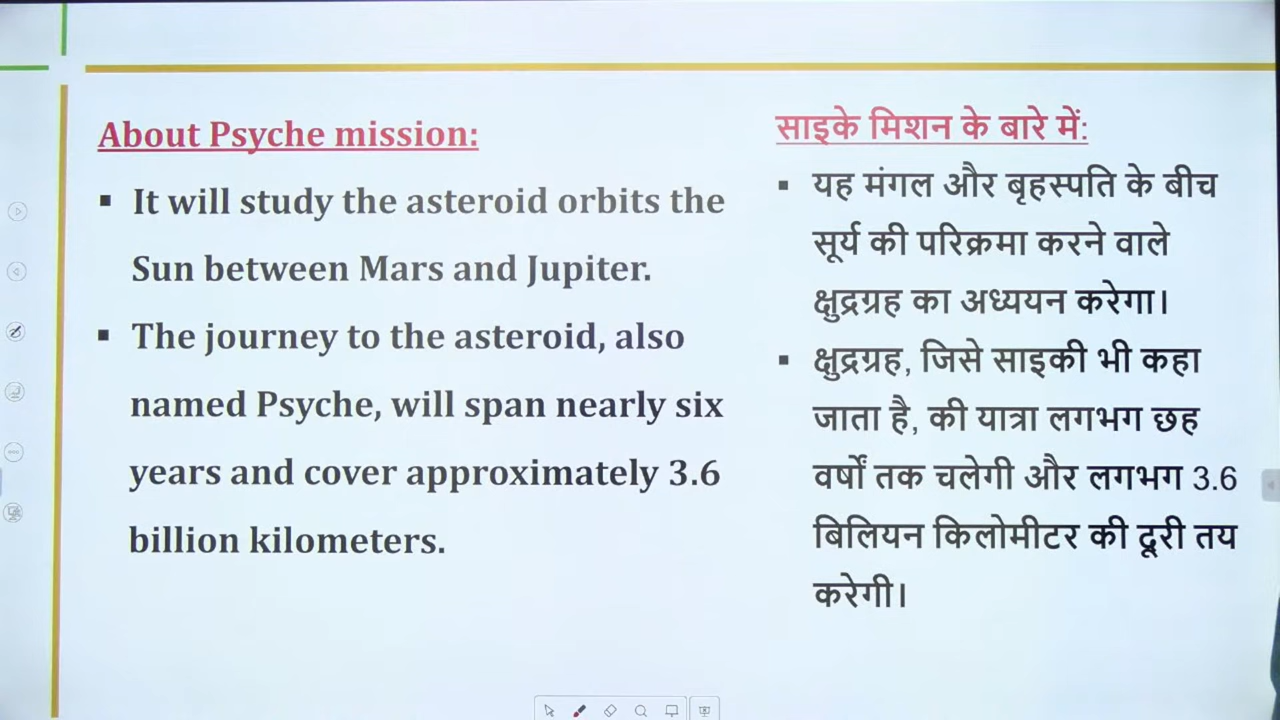 About Psyche mission:
▪ It will study the asteroid orbits the
Sun between Mars and Jupiter.
▪ The journey to the asteroid, also
named Psyche, will span nearly six
years and cover approximately 3.6
billion kilometers.
साइके मिशन के बारे में:
▪ यह मंगल और बृहस्पति के बीच
सूर्य की परिक्रमा करने वाले
क्षुद्रग्रह का अध्ययन करेगा।
▪ क्षुद्रग्रह, जिसे साइकी भी कहा
जाता है, की यात्रा लगभग छह
वर्षों तक चलेगी और लगभग 3.6
बिलियन किलोमीटर की दूरी तय
करेगी।